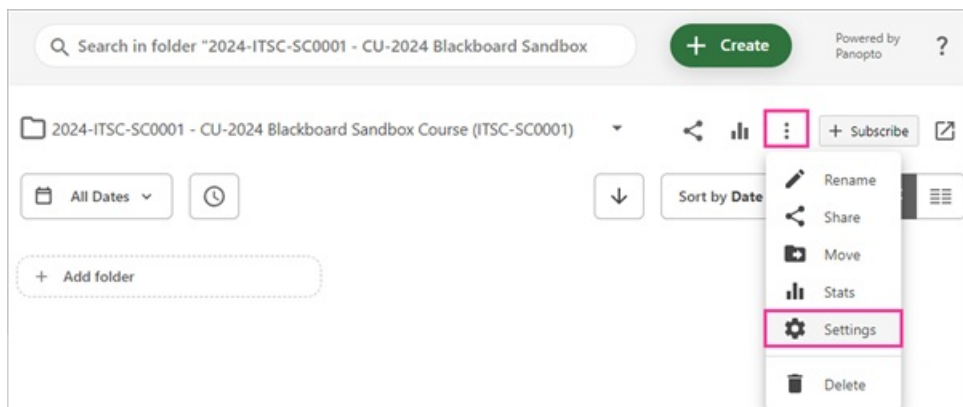 Search in folder "2024-ITSC-SC0001 - CU-2024 Blackboard Sandbox
+ Create
Powered by
Panopto
?
2024-ITSC-SC0001 - CU-2024 Blackboard Sandbox Course (ITSC-SC0001)
+ Subscribe
All Dates
Sort by Date
+ Add folder
Rename
Share
Move
Stats
Settings
Delete